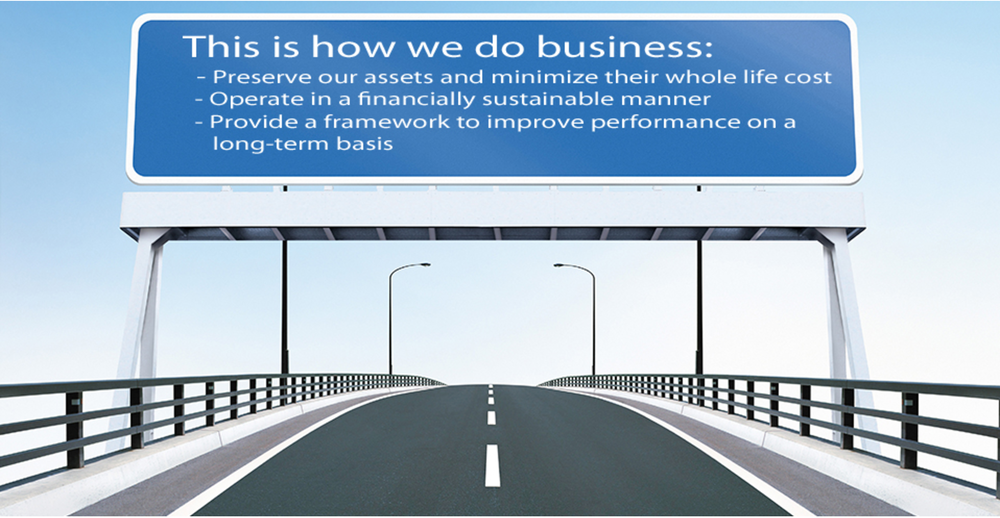 This is how we do business:
- Preserve our assets and minimize their whole life cost
- Operate in a financially sustainable manner
- Provide a framework to improve performance on a
long-term basis